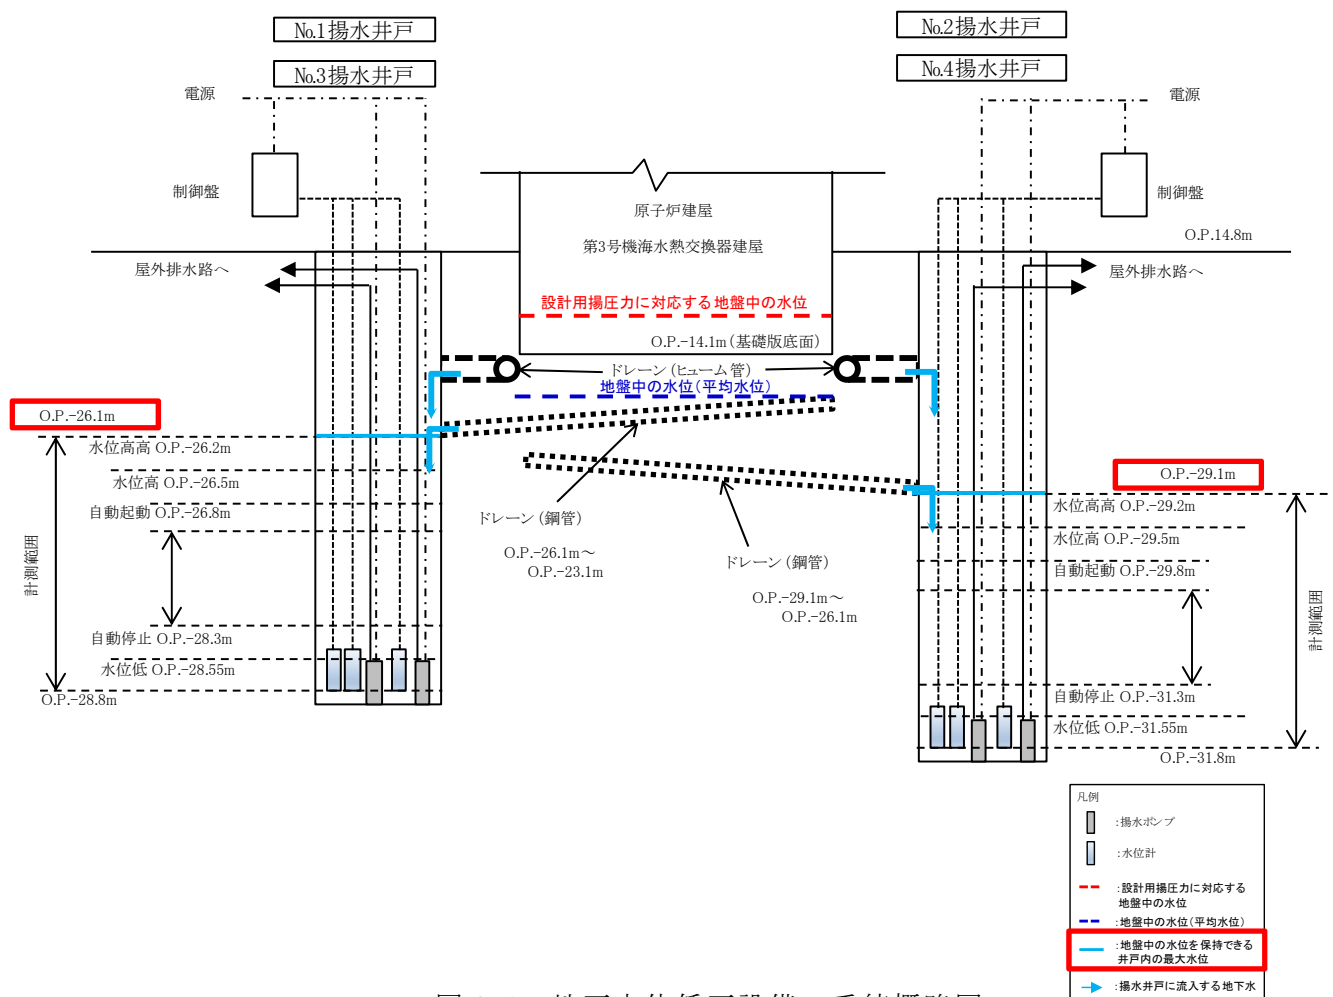 №1揚水井戸
№3揚水井戸
№2揚水井戸
№4揚水井戸
電源
電源
制御盤
制御盤
原子炉建屋
第3号機海水熱交換器建屋
O.P.14.8m
屋外排水路へ
屋外排水路へ
設計用揚圧力に対応する地盤中の水位
O.P.-14.1m（基礎版底面）
ドレーン（ヒューム管）
地盤中の水位（平均水位）
O.P.-26.1m
水位高高 O.P.-26.2m
水位高 O.P.-26.5m
自動起動 O.P.-26.8m
計測範囲
自動停止 O.P.-28.3m
水位低 O.P.-28.55m
O.P.-28.8m
ドレーン（鋼管）
O.P.-26.1m～
O.P.-23.1m
ドレーン（鋼管）
O.P.-29.1m～
O.P.-26.1m
O.P.-29.1m
水位高高 O.P.-29.2m
水位高 O.P.-29.5m
自動起動 O.P.-29.8m
計測範囲
自動停止 O.P.-31.3m
水位低 O.P.-31.55m
O.P.-31.8m
凡例
：揚水ポンプ
：水位計
：設計用揚圧力に対応する
地盤中の水位
：地盤中の水位（平均水位）
：地盤中の水位を保持できる
井戸内の最大水位
：揚水井戸に流入する地下水